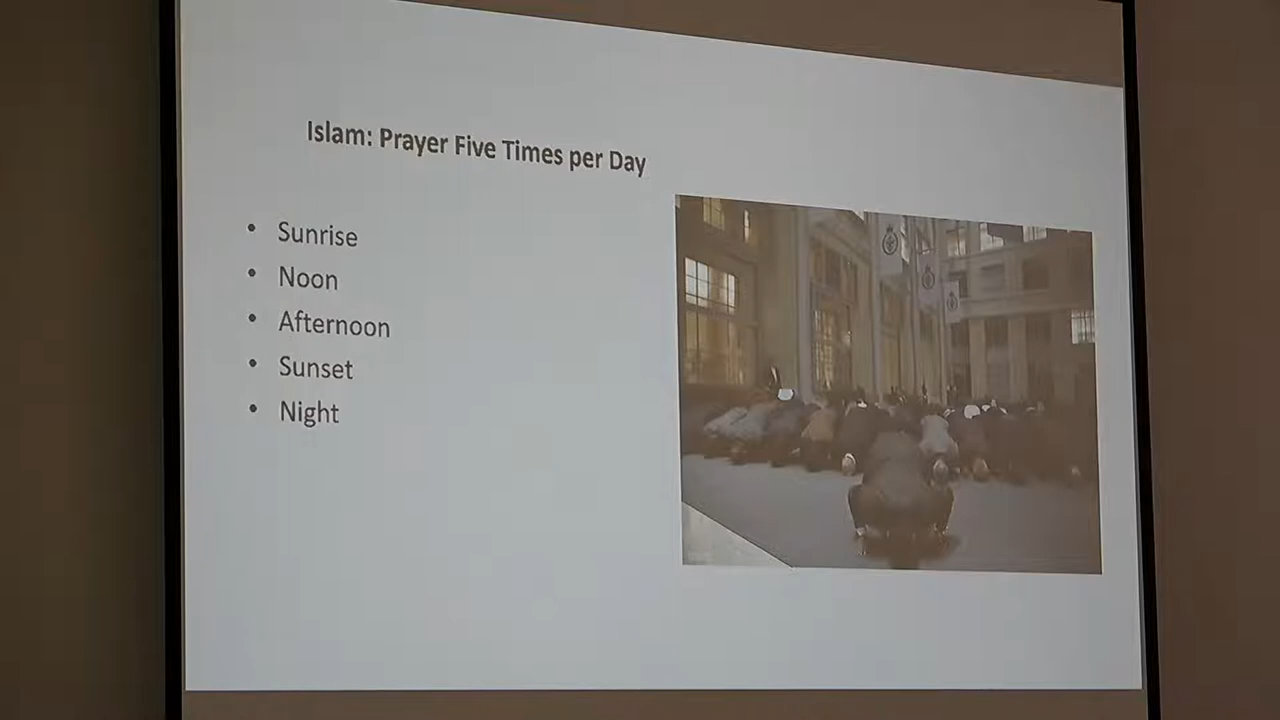 Islam: Prayer Five Times per Day
• Sunrise
• Noon
• Afternoon
• Sunset
• Night